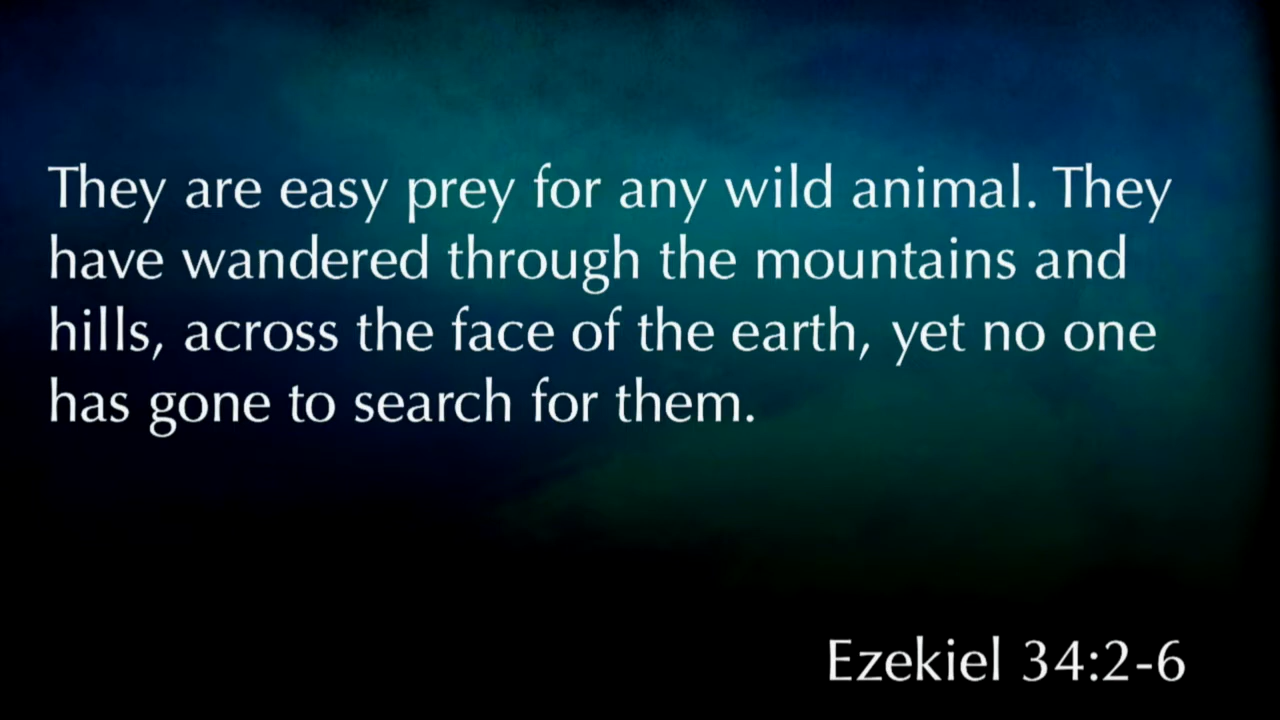 They are easy prey for any wild animal. They
have wandered through the mountains and
hills, across the face of the earth, yet no one
has gone to search for them.
Ezekiel 34:2-6